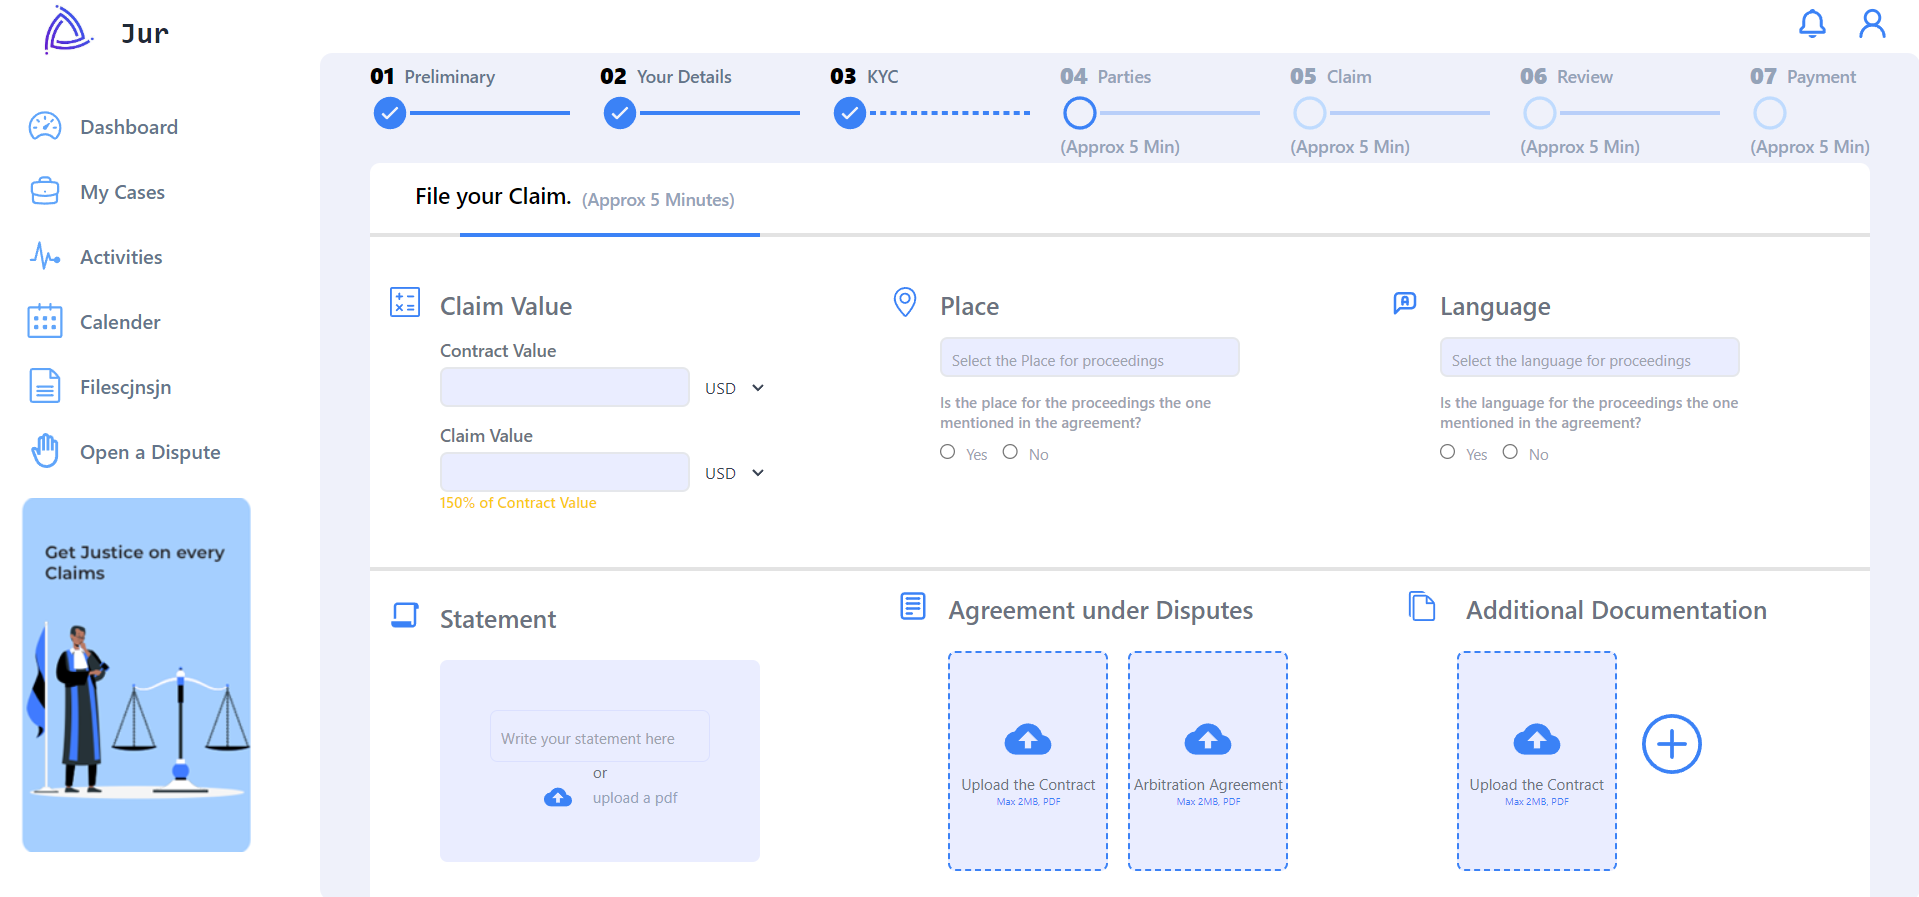 Jur
01 Preliminary
02 Your Details
03 KYC
04 Parties
05 Claim
06 Review
07 Payment
(Approx 5 Min)
(Approx 5 Min)
(Approx 5 Min)
(Approx 5 Min)
Dashboard
My Cases
Activities
Calender
Filescjnsjn
Open a Dispute
Get Justice on every
Claims
File your Claim. (Approx 5 Minutes)
Claim Value
Contract Value
USD
Claim Value
USD
150% of Contract Value
Place
Select the Place for proceedings
Is the place for the proceedings the one
mentioned in the agreement?
Yes No
Language
Select the language for proceedings
Is the language for the proceedings the one
mentioned in the agreement?
Yes No
Statement
Write your statement here
or
upload a pdf
Agreement under Disputes
Upload the Contract
Max 2MB, PDF
Arbitration Agreement
Max 2MB, PDF
Additional Documentation
Upload the Contract
Max 2MB, PDF